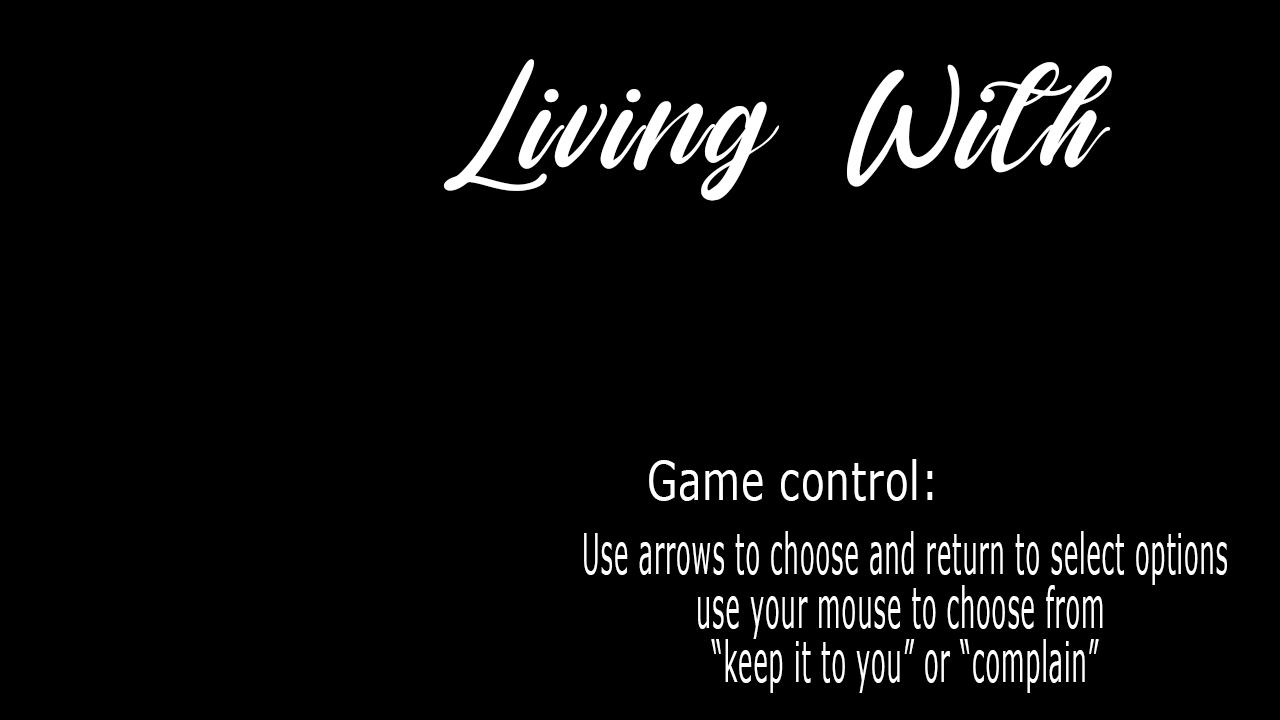 Living With
Game control:
Use arrows to choose and return to select options
use your mouse to choose from
“keep it to you” or “complain”